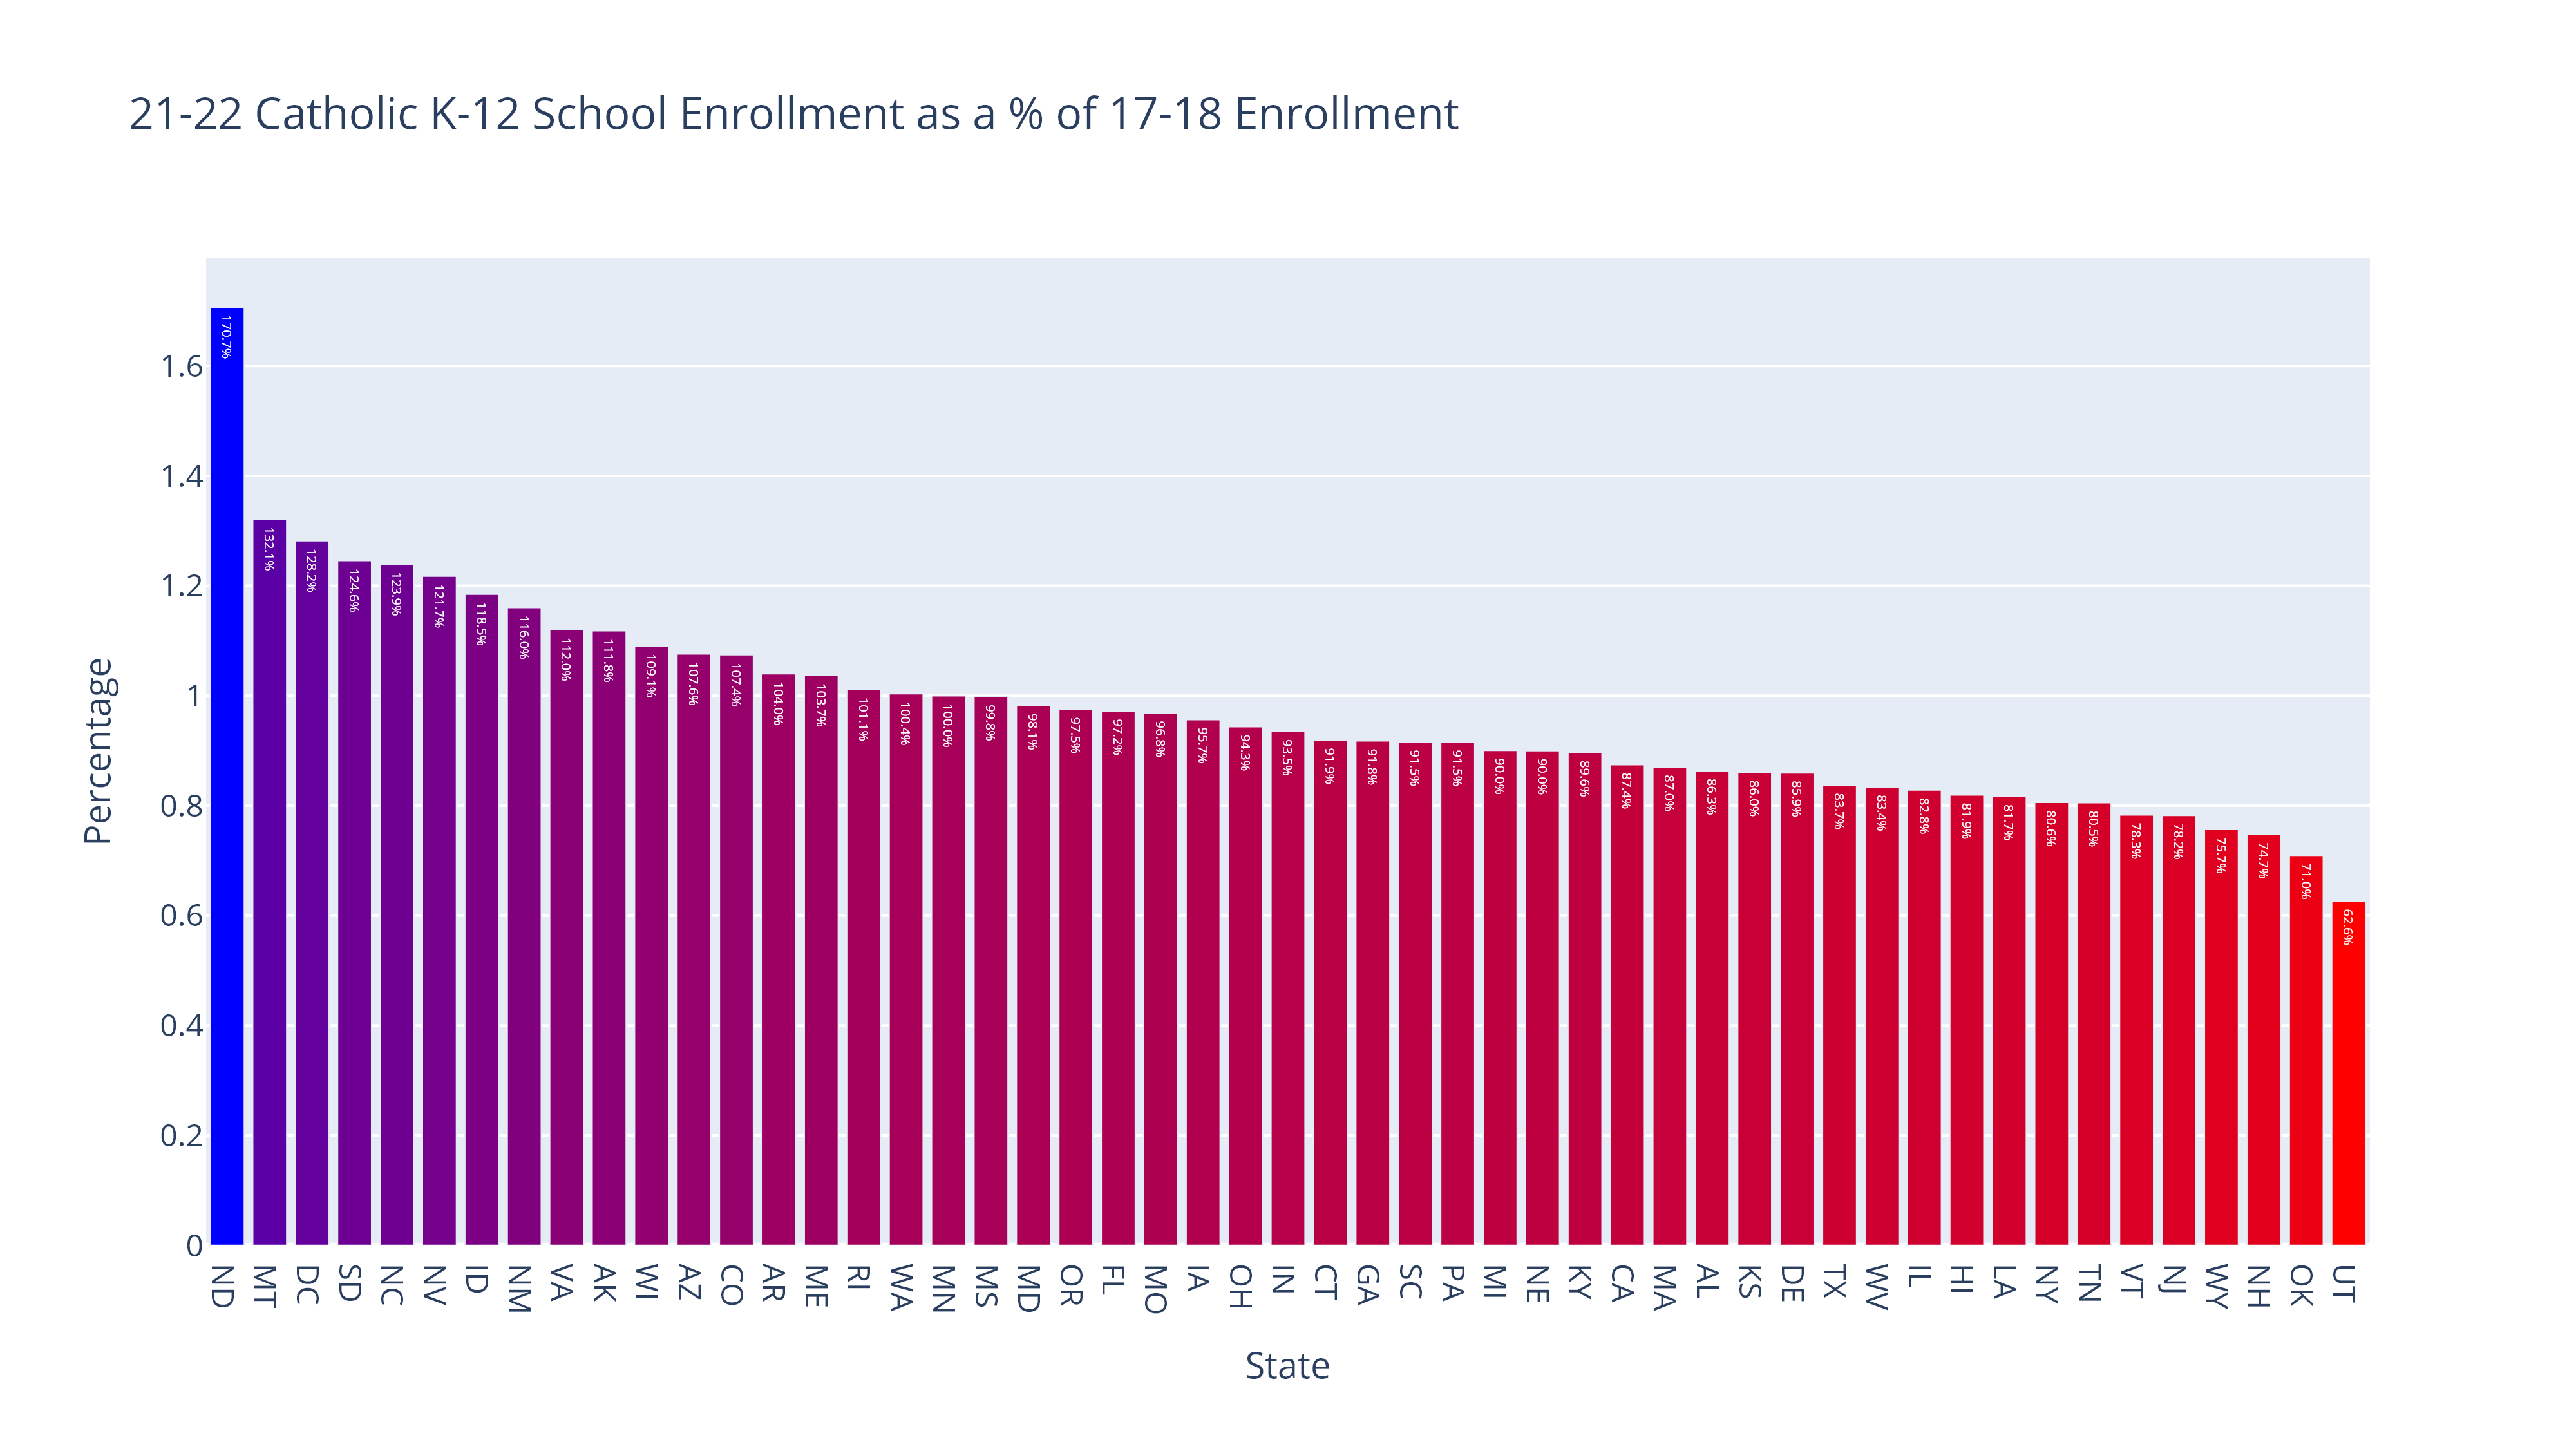 21-22 Catholic K-12 School Enrollment as a % of 17-18 Enrollment
Percentage
1.6
1.4
1.2
1
0.8
0.6
0.4
0.2
0
170.7%
132.1%
128.2%
124.6%
123.9%
121.7%
118.5%
116.0%
112.0%
111.8%
109.1%
107.6%
107.4%
104.0%
103.7%
101.1%
100.4%
100.0%
99.8%
98.1%
97.5%
97.2%
96.8%
95.7%
94.3%
93.5%
91.9%
91.8%
91.5%
91.5%
90.0%
90.0%
89.6%
87.4%
87.0%
86.3%
86.0%
85.9%
83.7%
83.4%
82.8%
81.9%
81.7%
80.6%
80.5%
78.3%
78.2%
75.7%
74.7%
71.0%
62.6%
ND
MT
DC
SD
NC
NV
ID
NM
VA
AK
WI
AZ
CO
AR
ME
RI
WA
MN
MS
MD
OR
FL
MO
IA
OH
IN
CT
GA
SC
PA
MI
NE
KY
CA
MA
AL
KS
DE
TX
WV
IL
HI
LA
NY
TN
VT
NJ
WY
NH
OK
UT
State